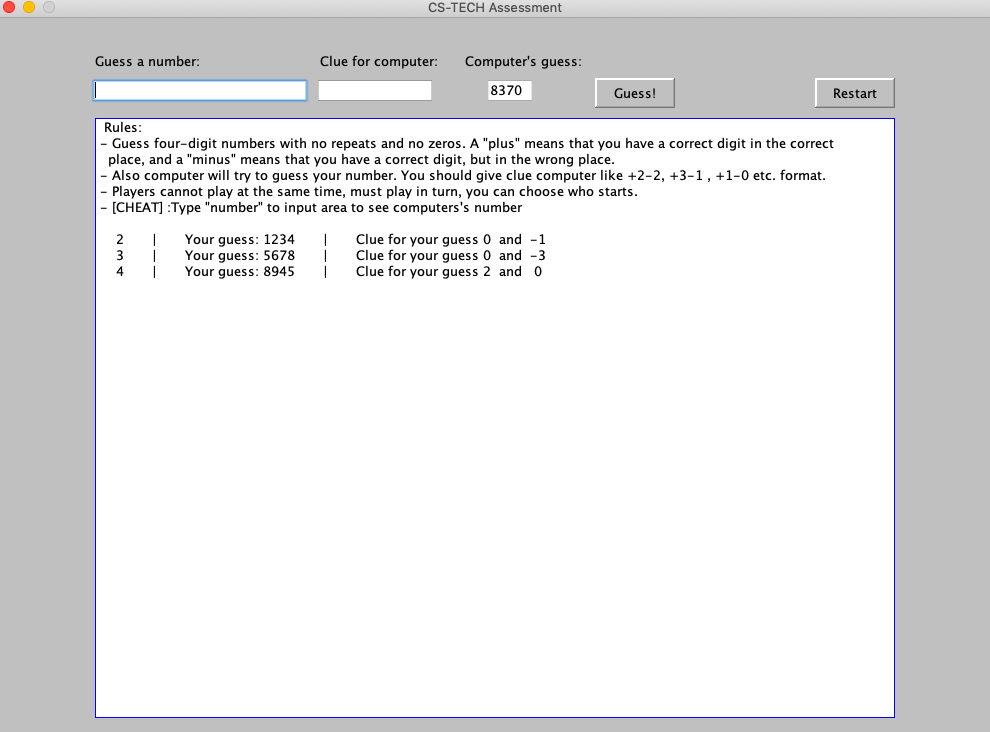 CS-TECH Assessment
Guess a number: Clue for computer: Computer's guess:
8370 Guess! Restart
Rules:
- Guess four-digit numbers with no repeats and no zeros. A "plus" means that you have a correct digit in the correct
place, and a "minus" means that you have a correct digit, but in the wrong place.
- Also computer will try to guess your number. You should give clue computer like +2-2, +3-1 , +1-0 etc. format.
- Players cannot play at the same time, must play in turn, you can choose who starts.
- [CHEAT] :Type "number" to input area to see computers's number
2 | Your guess: 1234 | Clue for your guess 0 and -1
3 | Your guess: 5678 | Clue for your guess 0 and -3
4 | Your guess: 8945 | Clue for your guess 2 and 0